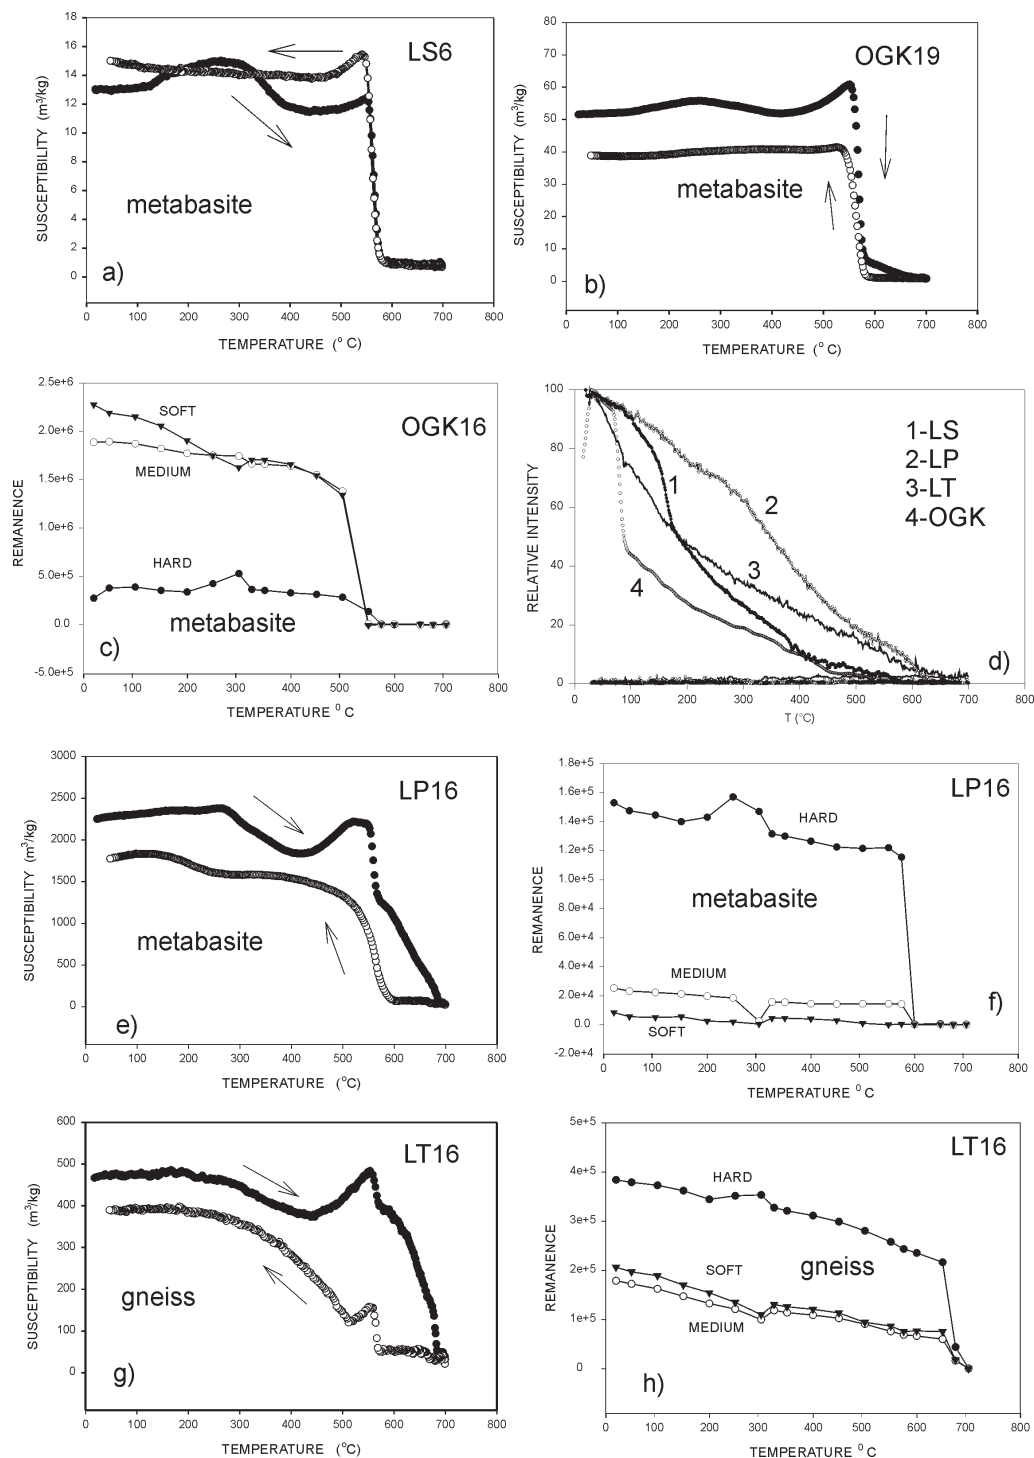 LS6
SUSCEPTIBILITY (m³/kg)
18
16
14
12
10
8
6
4
2
0
metabasite
a)
0 100 200 300 400 500 600 700 800
TEMPERATURE (° C)
OGK19
SUSCEPTIBILITY (m³/kg)
80
70
60
50
40
30
20
10
0
metabasite
b)
0 100 200 300 400 500 600 700 800
TEMPERATURE (° C)
OGK16
REMANENCE
2.5e+6
2.0e+6
1.5e+6
1.0e+6
5.0e+5
0.0
-5.0e+5
SOFT
MEDIUM
HARD
metabasite
c)
0 100 200 300 400 500 600 700 800
TEMPERATURE ⁰ C
RELATIVE INTENSITY
100
80
60
40
20
0
1-LS
2-LP
3-LT
4-OGK
1
2
3
4
d)
0 100 200 300 400 500 600 700 800
T (°C)
LP16
SUSCEPTIBILITY (m³/kg)
3000
2500
2000
1500
1000
500
0
metabasite
e)
0 100 200 300 400 500 600 700 800
TEMPERATURE (°C)
LP16
REMANENCE
1.8e+5
1.6e+5
1.4e+5
1.2e+5
1.0e+5
8.0e+4
6.0e+4
4.0e+4
2.0e+4
0.0
-2.0e+4
HARD
metabasite
MEDIUM
SOFT
f)
0 100 200 300 400 500 600 700 800
TEMPERATURE ⁰ C
LT16
SUSCEPTIBILITY (m³/kg)
600
500
400
300
200
100
0
gneiss
g)
0 100 200 300 400 500 600 700 800
TEMPERATURE (°C)
LT16
REMANENCE
5e+5
4e+5
3e+5
2e+5
1e+5
0
HARD
SOFT
gneiss
MEDIUM
h)
0 100 200 300 400 500 600 700 800
TEMPERATURE ⁰ C